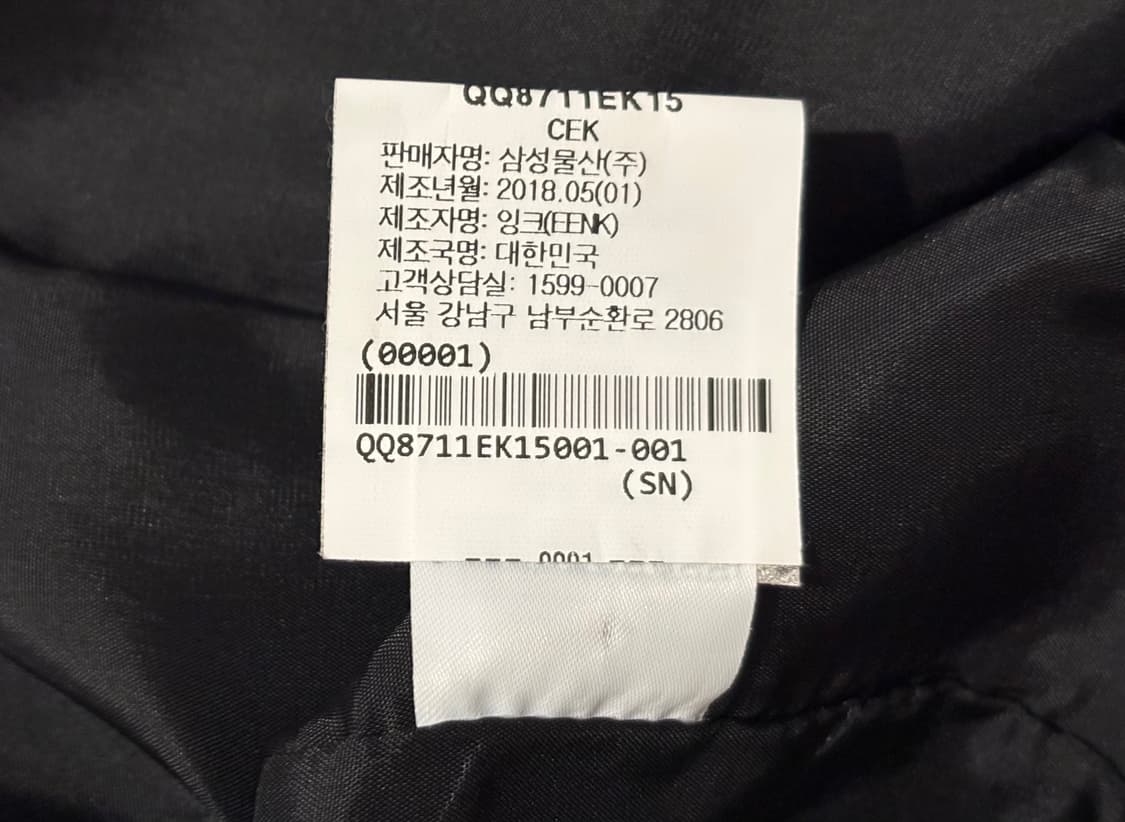 QQ8711EK15
CEK
판매자명: 삼성물산(주)
제조년월: 2018.05(01)
제조자명: 잉크(EENK)
제조국명: 대한민국
고객상담실: 1599-0007
서울 강남구 남부순환로 2806
(00001)
QQ8711EK15001-001
(SN)
--- 0001 ---